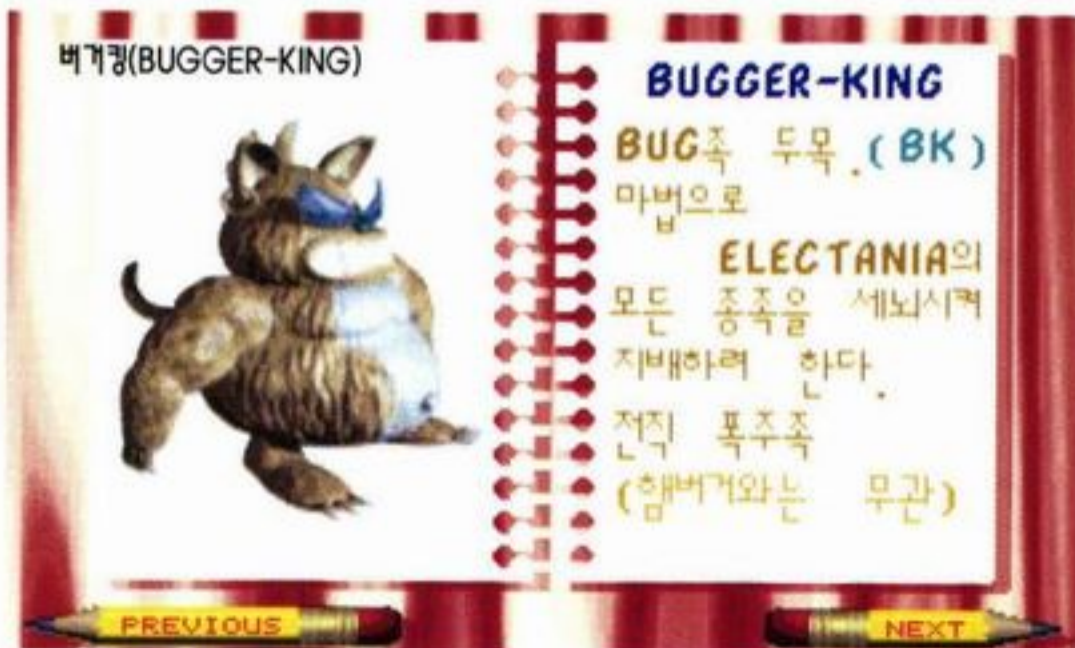 버거킹(BUGGER-KING)
BUGGER-KING
BUG족 두목.(BK)
마법으로
ELECTANIA의
모든 종족을 세뇌시켜
지배하려 한다.
전직 폭주족
(햄버거와는 무관)
PREVIOUS
NEXT